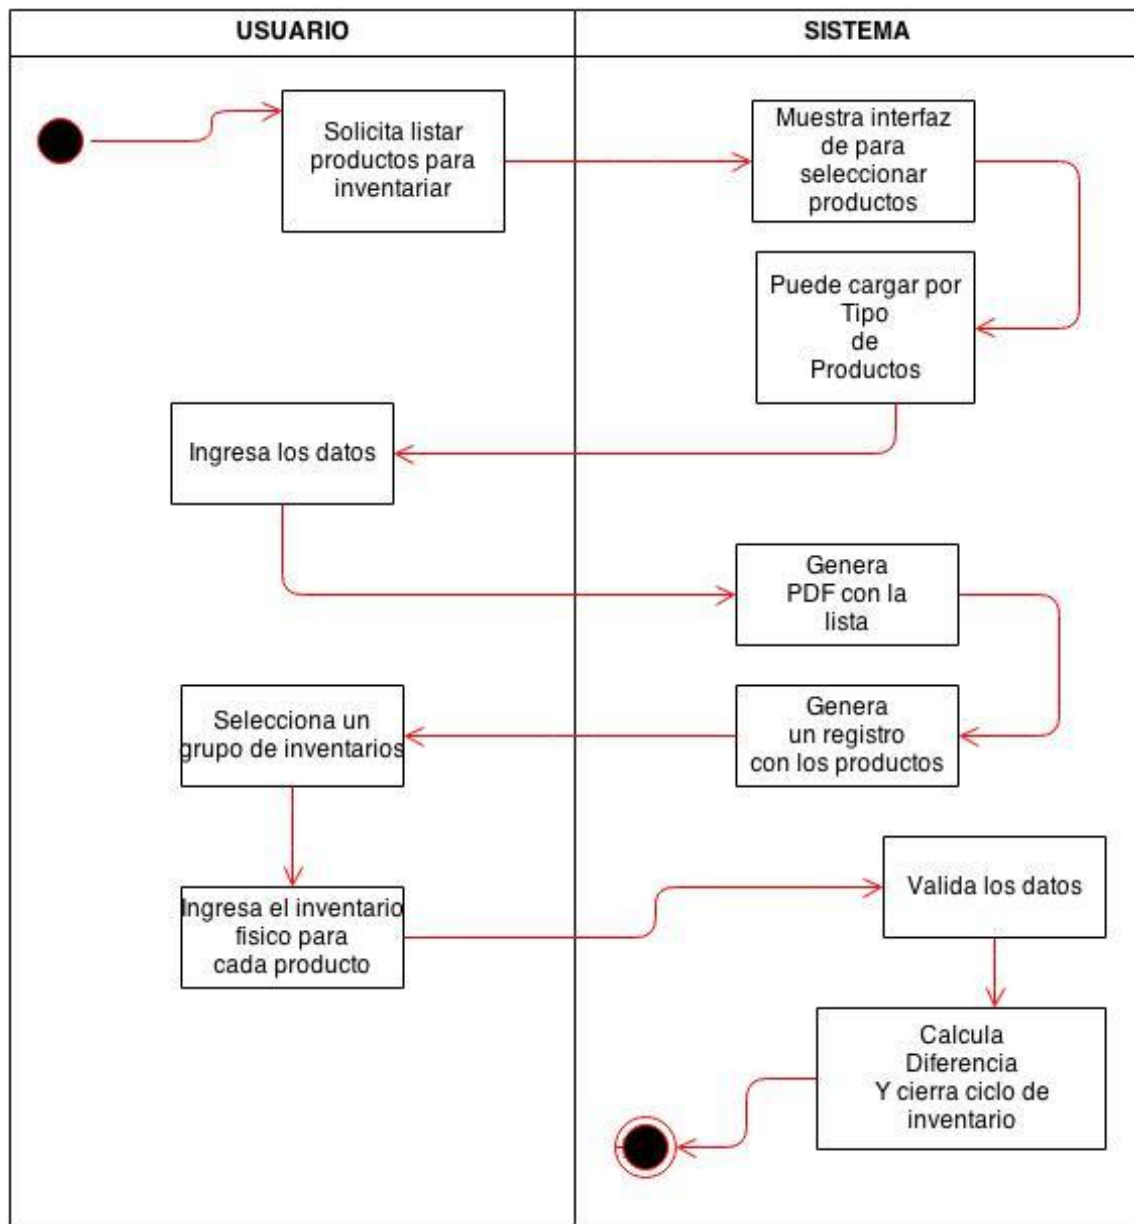 USUARIO
SISTEMA
Solicita listar
productos para
inventariar
Muestra interfaz
de para
seleccionar
productos
Puede cargar por
Tipo
de
Productos
Ingresa los datos
Genera
PDF con la
lista
Selecciona un
grupo de inventarios
Genera
un registro
con los productos
Ingresa el inventario
fisico para
cada producto
Valida los datos
Calcula
Diferencia
Y cierra ciclo de
inventario